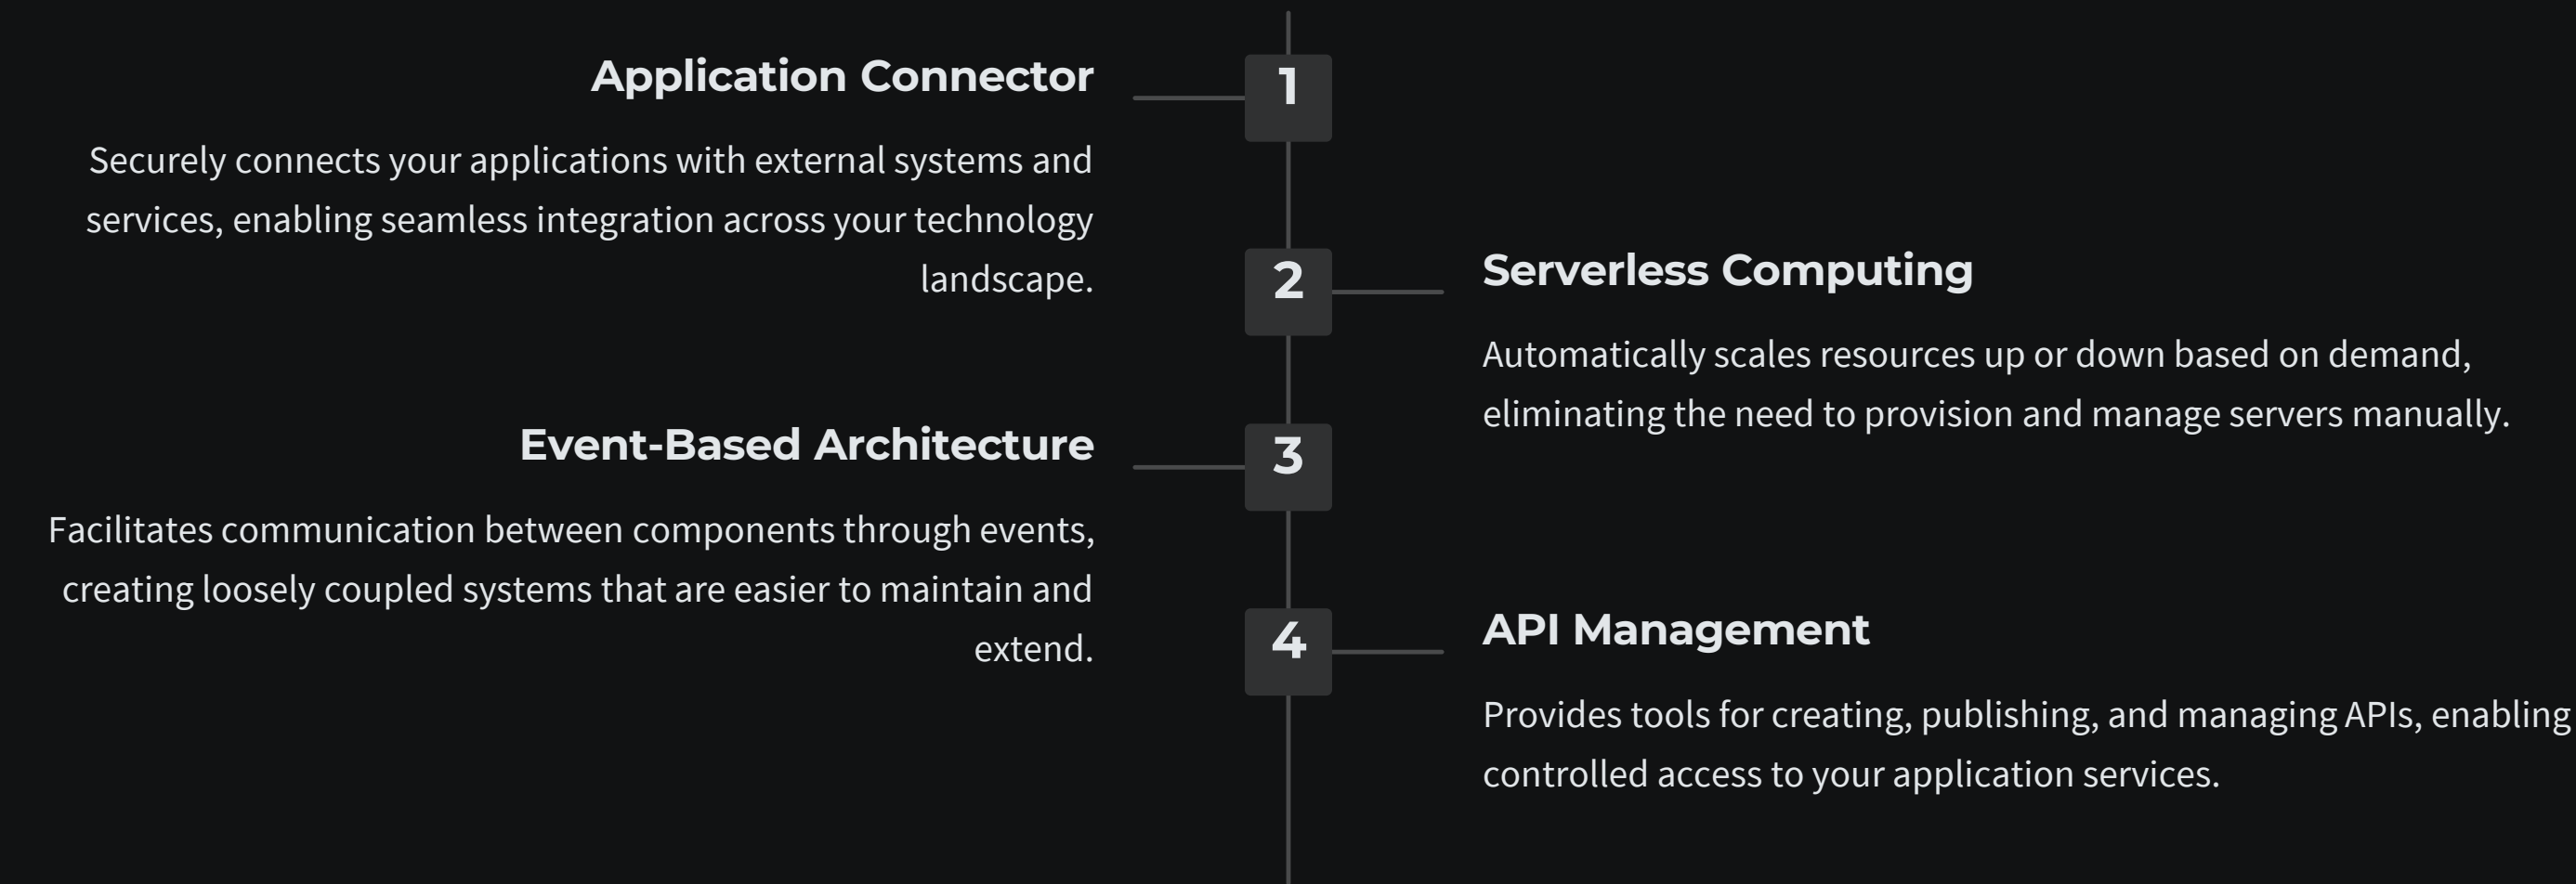 1
Application Connector
Securely connects your applications with external systems and
services, enabling seamless integration across your technology
landscape.
2
Serverless Computing
Automatically scales resources up or down based on demand,
eliminating the need to provision and manage servers manually.
3
Event-Based Architecture
Facilitates communication between components through events,
creating loosely coupled systems that are easier to maintain and
extend.
4
API Management
Provides tools for creating, publishing, and managing APIs, enabling
controlled access to your application services.